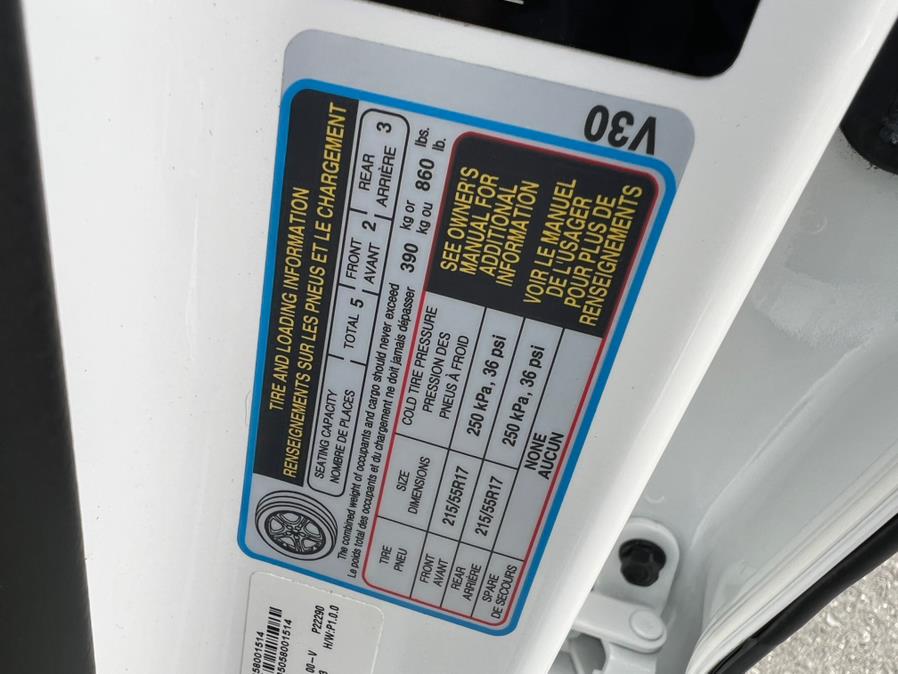 V30
TIRE AND LOADING INFORMATION
RENSEIGNEMENTS SUR LES PNEUS ET LE CHARGEMENT
SEATING CAPACITY
NOMBRE DE PLACES
TOTAL 5
FRONT
AVANT 2
REAR
ARRIÈRE 3
The combined weight of occupants and cargo should never exceed 390 kg or 860 lbs.
Le poids total des occupants et du chargement ne doit jamais dépasser kg ou lb.
TIRE
PNEU
SIZE
DIMENSIONS
COLD TIRE PRESSURE
PRESSION DES
PNEUS À FROID
FRONT
AVANT
215/55R17
250 kPa, 36 psi
REAR
ARRIÈRE
215/55R17
250 kPa, 36 psi
SPARE
DE SECOURS
NONE
AUCUN
SEE OWNER'S
MANUAL FOR
ADDITIONAL
INFORMATION
VOIR LE MANUEL
DE L'USAGER
POUR PLUS DE
RENSEIGNEMENTS
58001514
5058001514
00-V P22290
H/W:P1.0.0